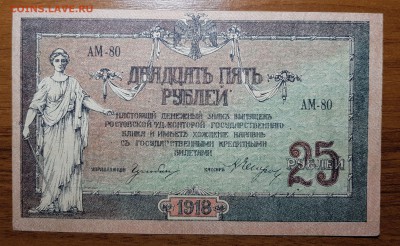 COINS.LAVE.RU
АМ-80
ДВАДЦАТЬ ПЯТЬ
РУБЛЕЙ
АМ-80
НАСТОЯЩІЙ ДЕНЕЖНЫЙ ЗНАКЪ ВЫПУЩЕНЪ
РОСТОВСКОЙ Н/Д. КОНТОРОЙ ГОСУДАРСТВЕННАГО
БАНКА И ИМѢЕТЪ ХОЖДЕНІЕ НАРАВНѢ
СЪ ГОСУДАРСТВЕННЫМИ КРЕДИТНЫМИ
БИЛЕТАМИ
25
РУБЛЕЙ
УПРАВЛЯЮЩІЙ
КАССИРЪ
1918